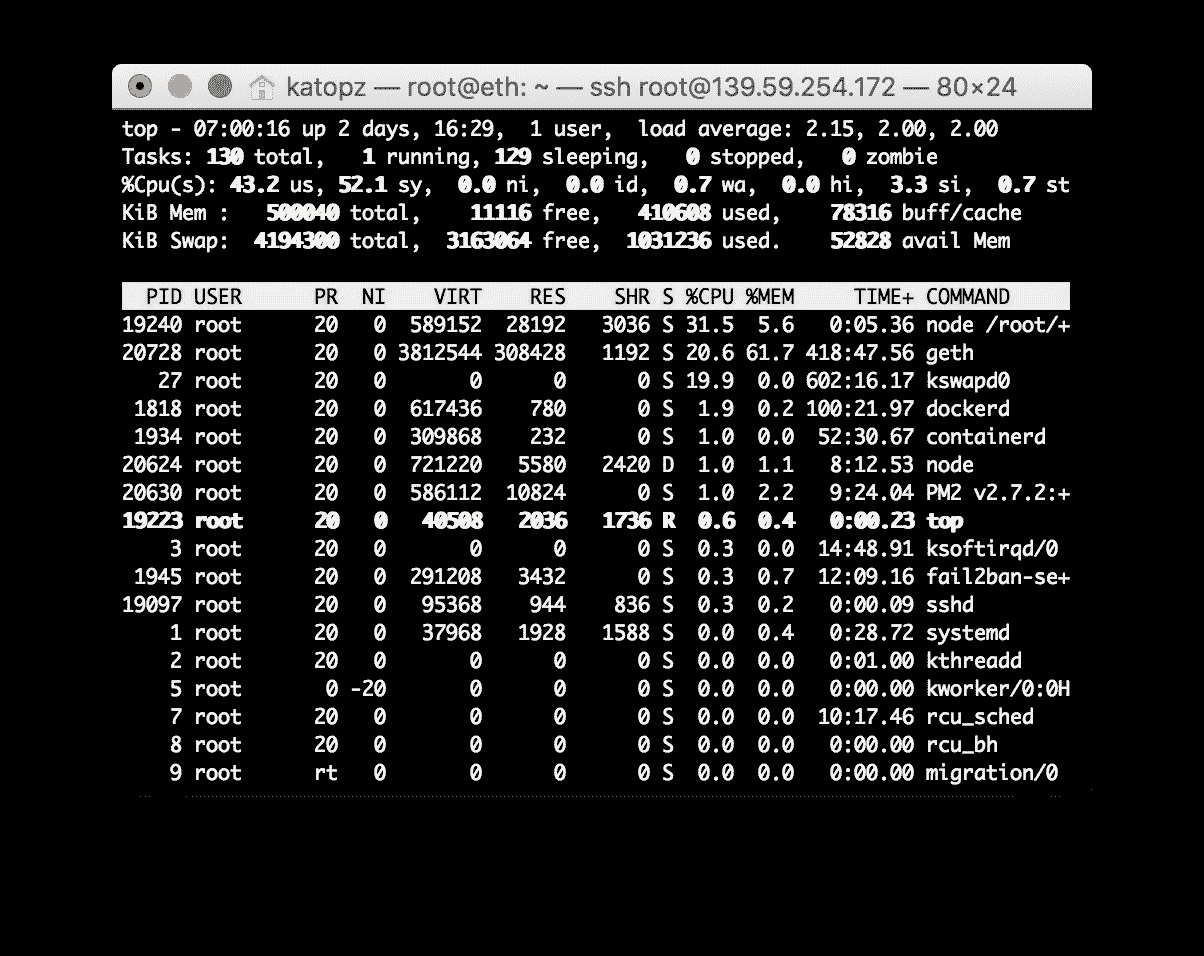 katopz — root@eth: ~ — ssh root@139.59.254.172 — 80×24
top - 07:00:16 up 2 days, 16:29,  1 user,  load average: 2.15, 2.00, 2.00
Tasks: 130 total,   1 running, 129 sleeping,   0 stopped,   0 zombie
%Cpu(s): 43.2 us, 52.1 sy,  0.0 ni,  0.0 id,  0.7 wa,  0.0 hi,  3.3 si,  0.7 st
KiB Mem :   500040 total,    11116 free,   410608 used,    78316 buff/cache
KiB Swap:  4194300 total,  3163064 free,  1031236 used.    52828 avail Mem
  PID USER      PR  NI    VIRT    RES    SHR S %CPU %MEM     TIME+ COMMAND
19240 root      20   0  589152  28192   3036 S 31.5  5.6   0:05.36 node /root/+
20728 root      20   0 3812544 308428   1192 S 20.6 61.7 418:47.56 geth
   27 root      20   0       0      0      0 S 19.9  0.0 602:16.17 kswapd0
 1818 root      20   0  617436    780      0 S  1.9  0.2 100:21.97 dockerd
 1934 root      20   0  309868    232      0 S  1.0  0.0  52:30.67 containerd
20624 root      20   0  721220   5580   2420 D  1.0  1.1   8:12.53 node
20630 root      20   0  586112  10824      0 S  1.0  2.2   9:24.04 PM2 v2.7.2:+
19223 root      20   0   40508   2036   1736 R  0.6  0.4   0:00.23 top
    3 root      20   0       0      0      0 S  0.3  0.0  14:48.91 ksoftirqd/0
 1945 root      20   0  291208   3432      0 S  0.3  0.7  12:09.16 fail2ban-se+
19097 root      20   0   95368    944    836 S  0.3  0.2   0:00.09 sshd
    1 root      20   0   37968   1928   1588 S  0.0  0.4   0:28.72 systemd
    2 root      20   0       0      0      0 S  0.0  0.0   0:01.00 kthreadd
    5 root       0 -20       0      0      0 S  0.0  0.0   0:00.00 kworker/0:0H
    7 root      20   0       0      0      0 S  0.0  0.0  10:17.46 rcu_sched
    8 root      20   0       0      0      0 S  0.0  0.0   0:00.00 rcu_bh
    9 root      rt   0       0      0      0 S  0.0  0.0   0:00.00 migration/0